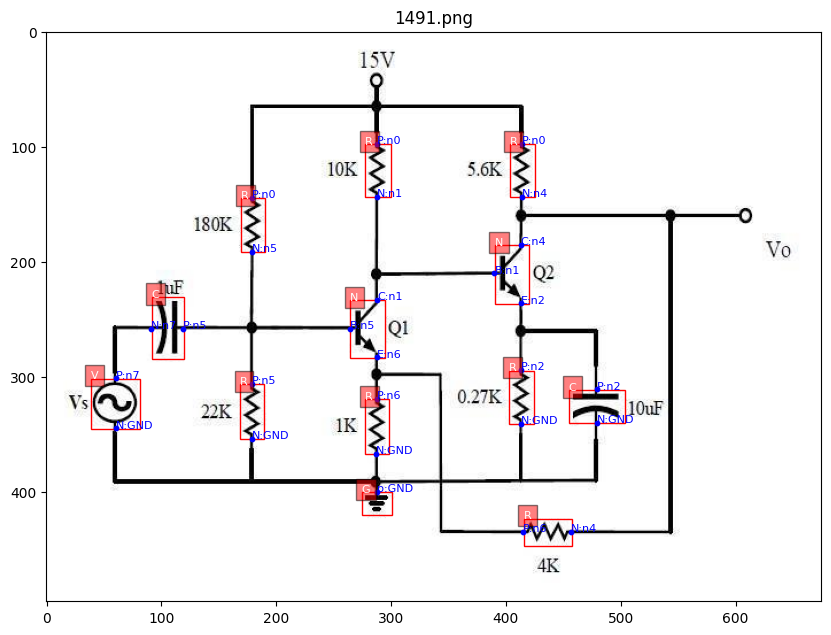 1491.png
15V
R P:n0
N:n1
10K
R P:n0
N:n4
5.6K
R P:n0
N:n5
180K
N C:n4
B:n1
E:n2
Q2
Vo
1uF
C
N:n7 P:n5
N C:n1
B:n5
E:n6
Q1
V P:n7
N:GND
Vs
R P:n5
N:GND
22K
R P:n6
N:GND
1K
R P:n2
N:GND
0.27K
C P:n2
N:GND
10uF
G p:GND
R
P:n6 N:n4
4K
0
100
200
300
400
0 100 200 300 400 500 600